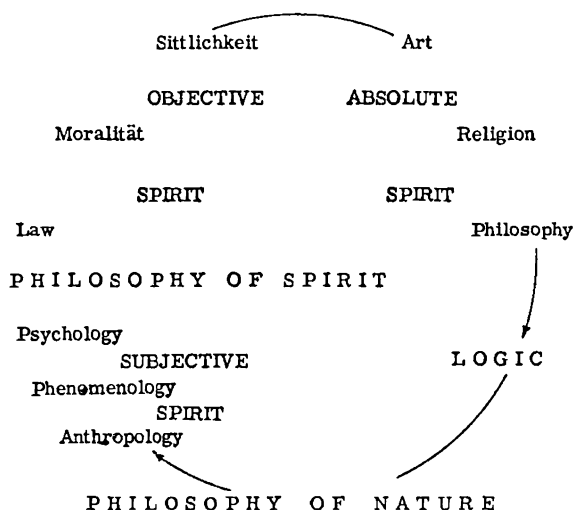 Sittlichkeit Art
OBJECTIVE ABSOLUTE
Moralität Religion
SPIRIT SPIRIT
Law Philosophy
PHILOSOPHY OF SPIRIT
Psychology
SUBJECTIVE LOGIC
Phenomenology
SPIRIT
Anthropology
PHILOSOPHY OF NATURE